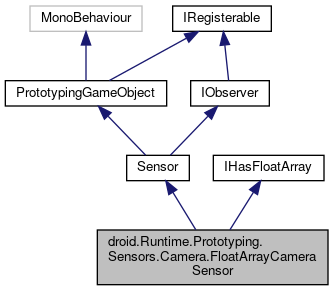 MonoBehaviour
IRegisterable
PrototypingGameObject
IObserver
Sensor
IHasFloatArray
droid.Runtime.Prototyping.
Sensors.Camera.FloatArrayCamera
Sensor